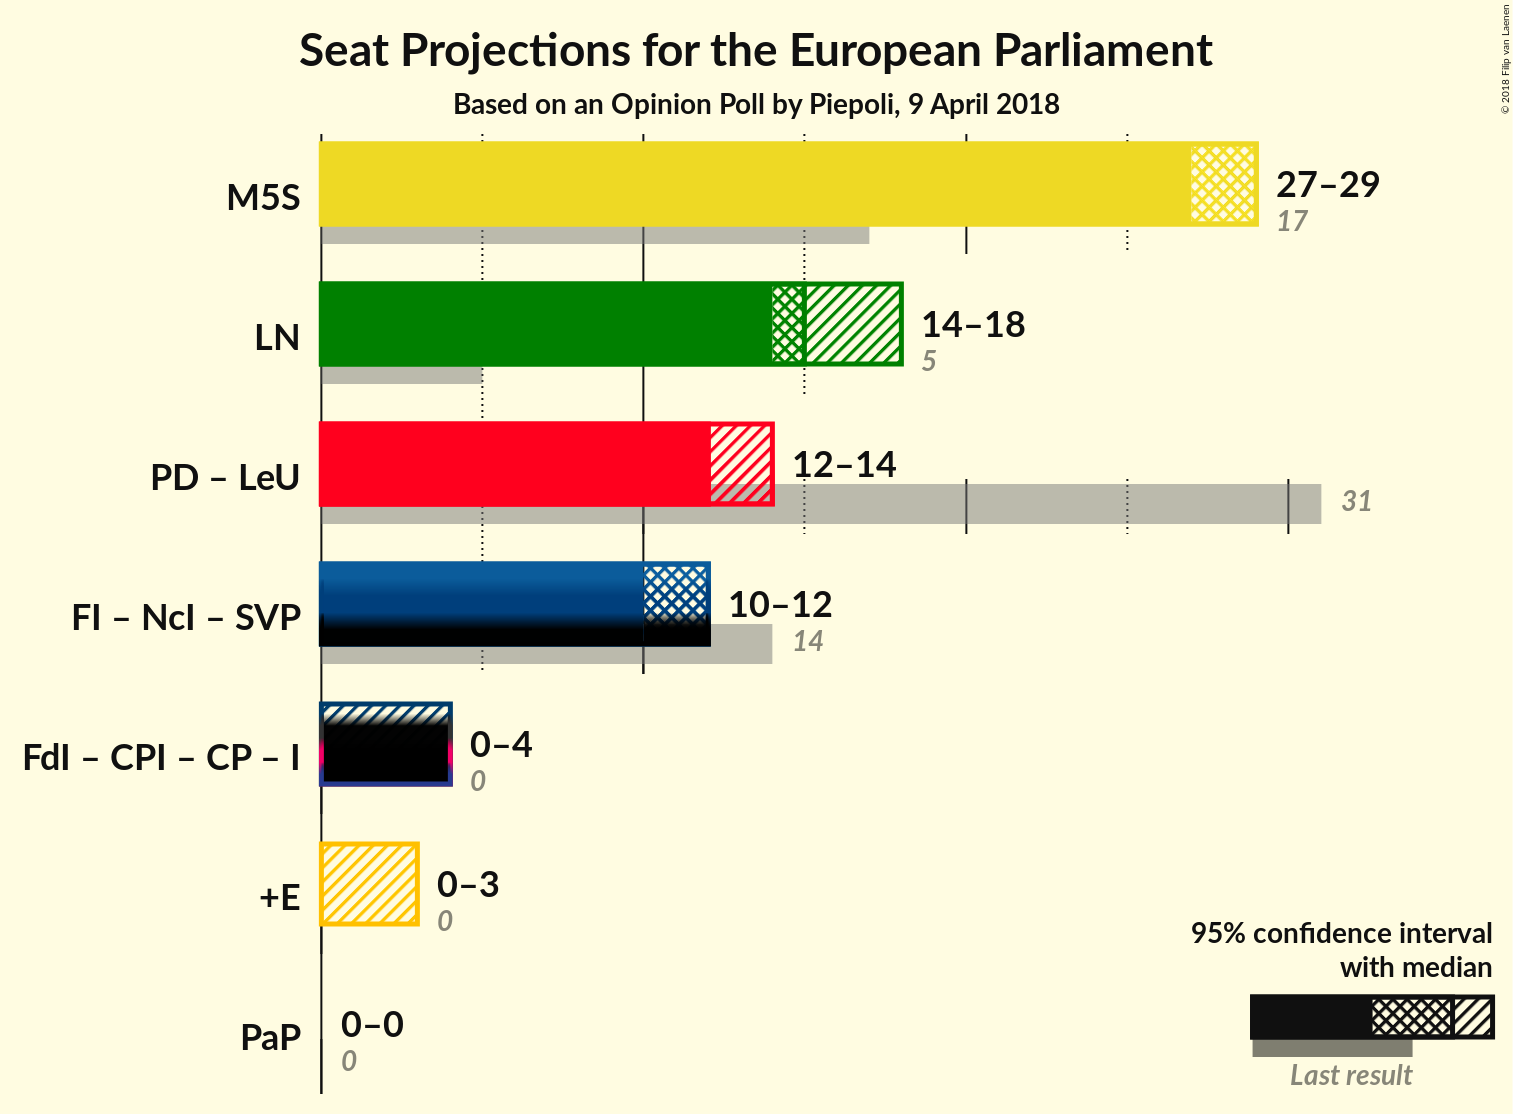 Seat Projections for the European Parliament
Based on an Opinion Poll by Piepoli, 9 April 2018
© 2018 Filip van Laenen
M5S
27–29
17
LN
14–18
5
PD – LeU
12–14
31
FI – NcI – SVP
10–12
14
FdI – CPI – CP – I
0–4
0
+E
0–3
0
PaP
0–0
0
95% confidence interval
with median
Last result